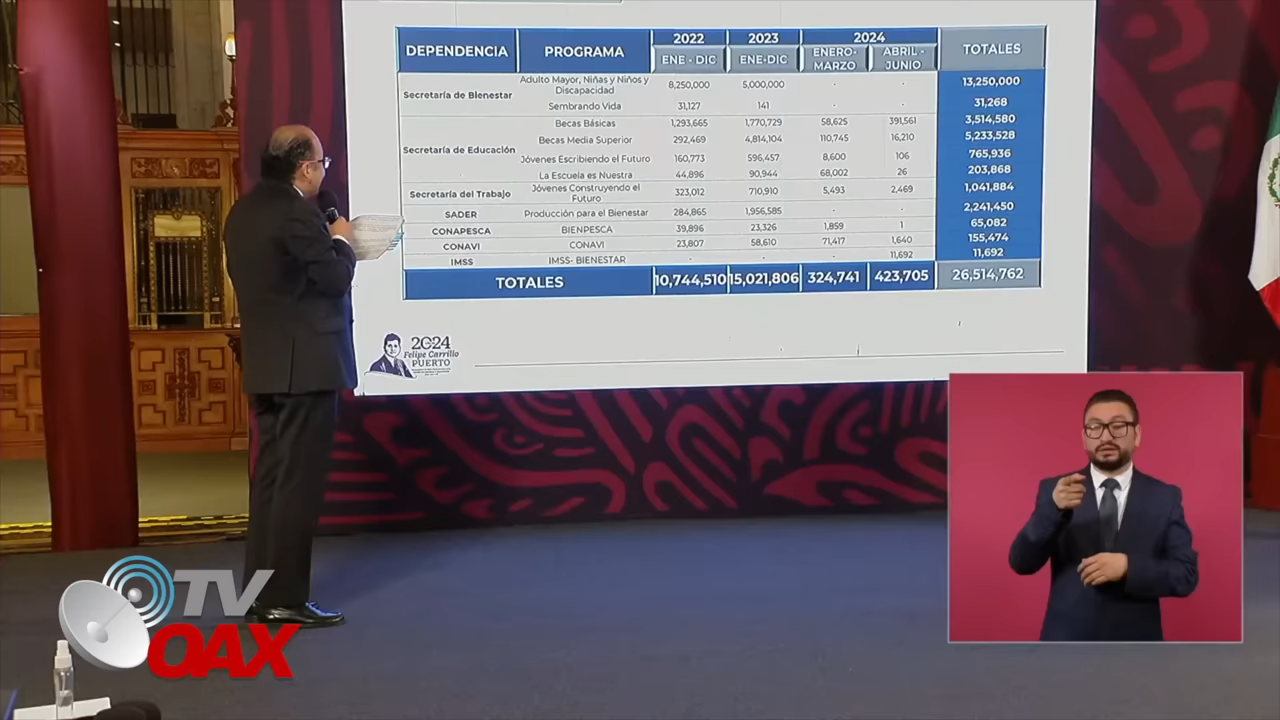 DEPENDENCIA PROGRAMA 2022 2023 2024 TOTALES
ENE - DIC ENE-DIC ENERO-MARZO ABRIL - JUNIO
Secretaría de Bienestar Adulto Mayor, Niñas y Niños y Discapacidad 8,250,000 5,000,000 - - 13,250,000
Sembrando Vida 31,127 141 - - 31,268
Secretaría de Educación Becas Básicas 1,293,665 1,770,729 58,625 391,561 3,514,580
Becas Media Superior 292,469 4,814,104 110,745 16,210 5,233,528
Jóvenes Escribiendo el Futuro 160,773 596,457 8,600 106 765,936
La Escuela es Nuestra 44,896 90,944 68,002 26 203,868
Secretaría del Trabajo Jóvenes Construyendo el Futuro 323,012 710,910 5,493 2,469 1,041,884
SADER Producción para el Bienestar 284,865 1,956,585 - - 2,241,450
CONAPESCA BIENPESCA 39,896 23,326 1,859 1 65,082
CONAVI CONAVI 23,807 58,610 71,417 1,640 155,474
IMSS IMSS- BIENESTAR - - - 11,692 11,692
TOTALES 10,744,510 15,021,806 324,741 423,705 26,514,762
2024
Felipe Carrillo
PUERTO
TV
OAX